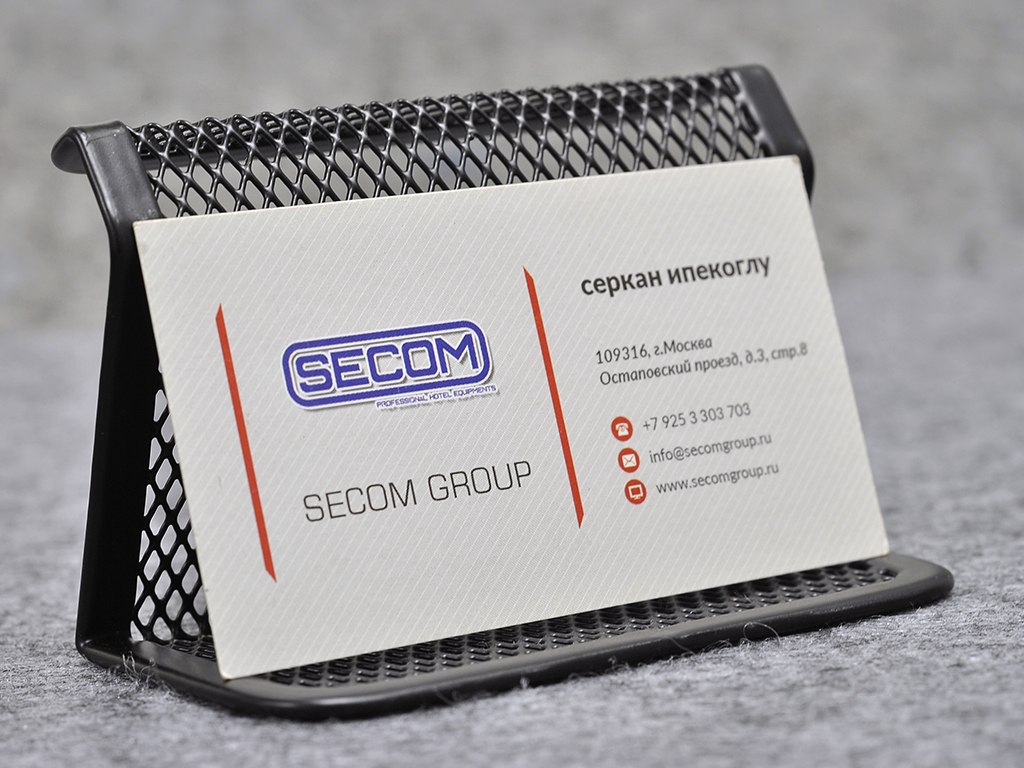 SECOM
PROFESSIONAL HOTEL EQUIPMENTS
SECOM GROUP
серкан ипекоглу
109316, г.Москва
Остаповский проезд, д.3, стр.8
+7 925 3 303 703
info@secomgroup.ru
www.secomgroup.ru